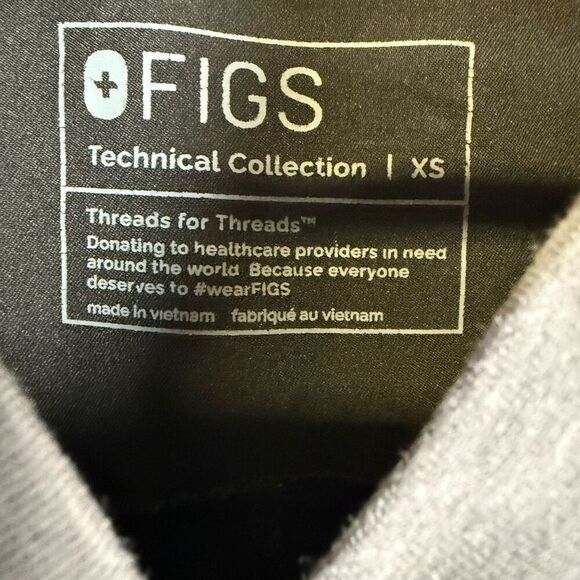 FIGS
Technical Collection | XS
Threads for Threads™
Donating to healthcare providers in need
around the world Because everyone
deserves to #wearFIGS
made in vietnam fabriqué au vietnam